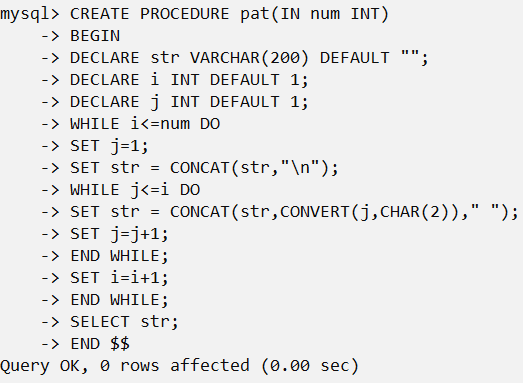 mysql> CREATE PROCEDURE pat(IN num INT)
-> BEGIN
-> DECLARE str VARCHAR(200) DEFAULT "";
-> DECLARE i INT DEFAULT 1;
-> DECLARE j INT DEFAULT 1;
-> WHILE i<=num DO
-> SET j=1;
-> SET str = CONCAT(str,"\n");
-> WHILE j<=i DO
-> SET str = CONCAT(str,CONVERT(j,CHAR(2))," ");
-> SET j=j+1;
-> END WHILE;
-> SET i=i+1;
-> END WHILE;
-> SELECT str;
-> END $$
Query OK, 0 rows affected (0.00 sec)